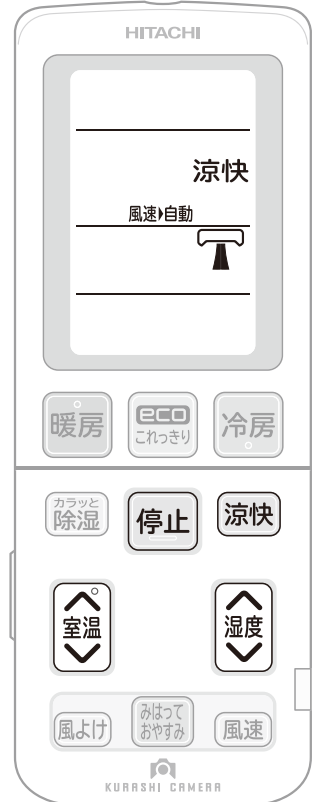 HITACHI
涼快
風速▶自動
暖房
eco
これっきり
冷房
カラッと
除湿
停止
涼快
室温
湿度
風よけ
みはって
おやすみ
風速
KURASHI CAMERA